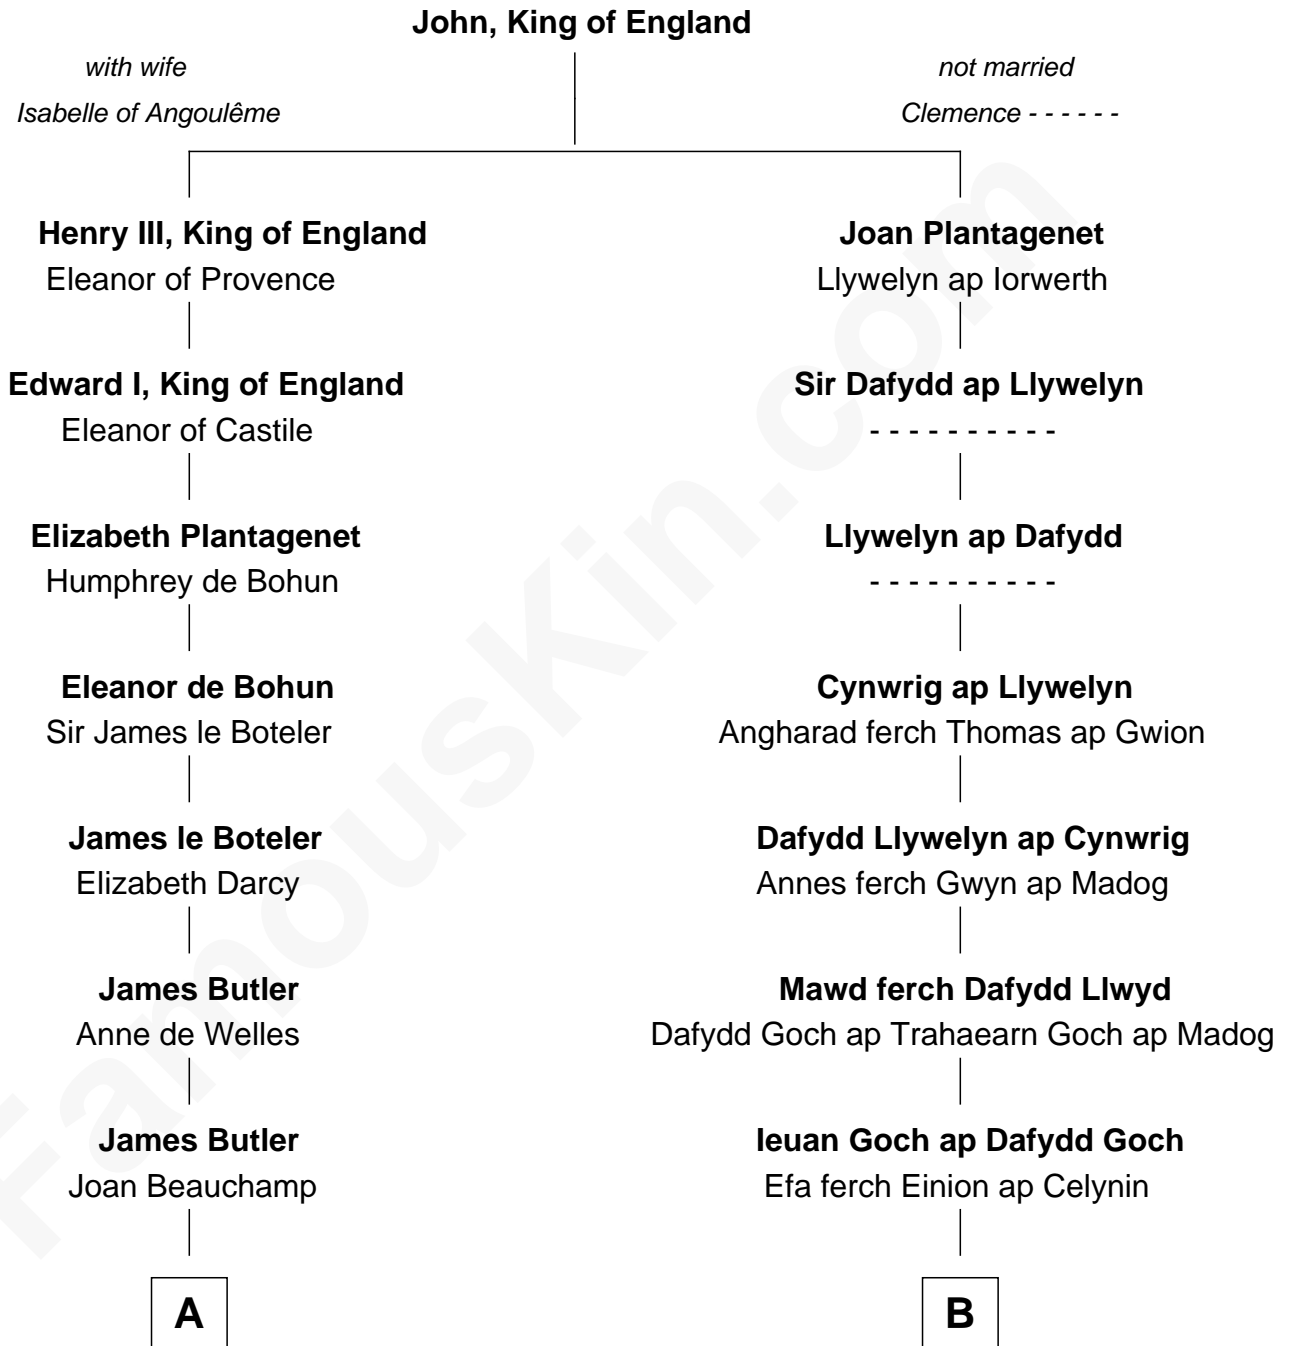 John, King of England
with wife
Isabelle of Angoulême
not married
Clemence - - - - - -
Henry III, King of England
Eleanor of Provence
Edward I, King of England
Eleanor of Castile
Elizabeth Plantagenet
Humphrey de Bohun
Eleanor de Bohun
Sir James le Boteler
James le Boteler
Elizabeth Darcy
James Butler
Anne de Welles
James Butler
Joan Beauchamp
A
Joan Plantagenet
Llywelyn ap Iorwerth
Sir Dafydd ap Llywelyn
- - - - - - - - - -
Llywelyn ap Dafydd
- - - - - - - - - -
Cynwrig ap Llywelyn
Angharad ferch Thomas ap Gwion
Dafydd Llywelyn ap Cynwrig
Annes ferch Gwyn ap Madog
Mawd ferch Dafydd Llwyd
Dafydd Goch ap Trahaearn Goch ap Madog
Ieuan Goch ap Dafydd Goch
Efa ferch Einion ap Celynin
B
FamousKin.com